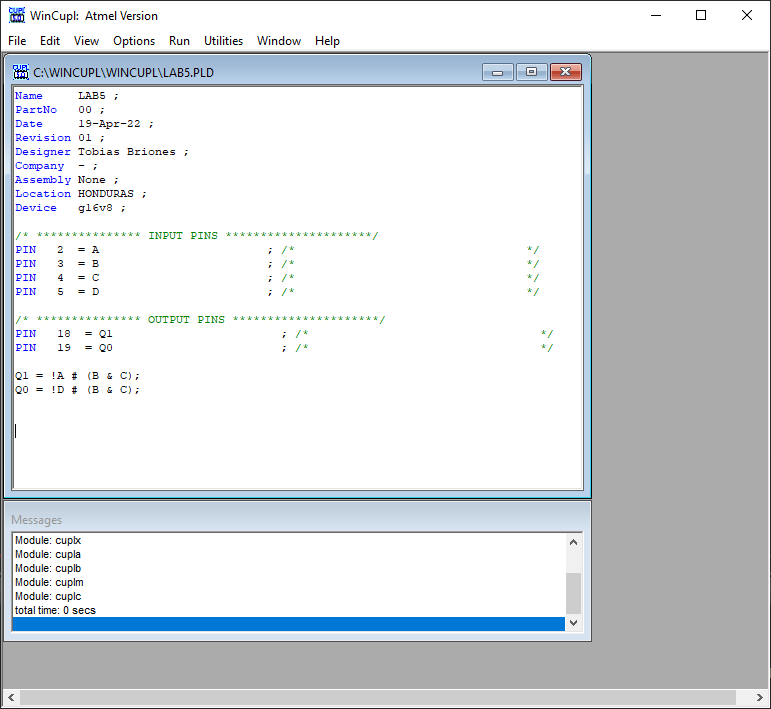 WinCupl: Atmel Version
File Edit View Options Run Utilities Window Help
C:\WINCUPL\WINCUPL\LAB5.PLD
Name     LAB5 ;
PartNo   00 ;
Date     19-Apr-22 ;
Revision 01 ;
Designer Tobias Briones ;
Company  - ;
Assembly None ;
Location HONDURAS ;
Device   g16v8 ;
/* *************** INPUT PINS *********************/
PIN   2  = A                        ; /*                                 */
PIN   3  = B                        ; /*                                 */
PIN   4  = C                        ; /*                                 */
PIN   5  = D                        ; /*                                 */
/* *************** OUTPUT PINS *********************/
PIN   18  = Q1                        ; /*                                 */
PIN   19  = Q0                        ; /*                                 */
Q1 = !A # (B & C);
Q0 = !D # (B & C);
Messages
Module: cuplx
Module: cupla
Module: cuplb
Module: cuplm
Module: cuplc
total time: 0 secs